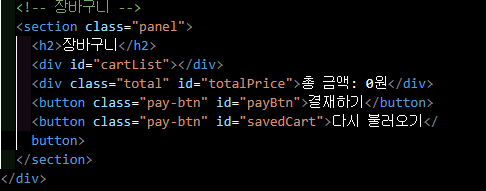 <!-- 장바구니 -->
<section class="panel">
<h2>장바구니</h2>
<div id="cartList"></div>
<div class="total" id="totalPrice">총 금액: 0원</div>
<button class="pay-btn" id="payBtn">결재하기</button>
<button class="pay-btn" id="savedCart">다시 불러오기</
button>
</section>
</div>